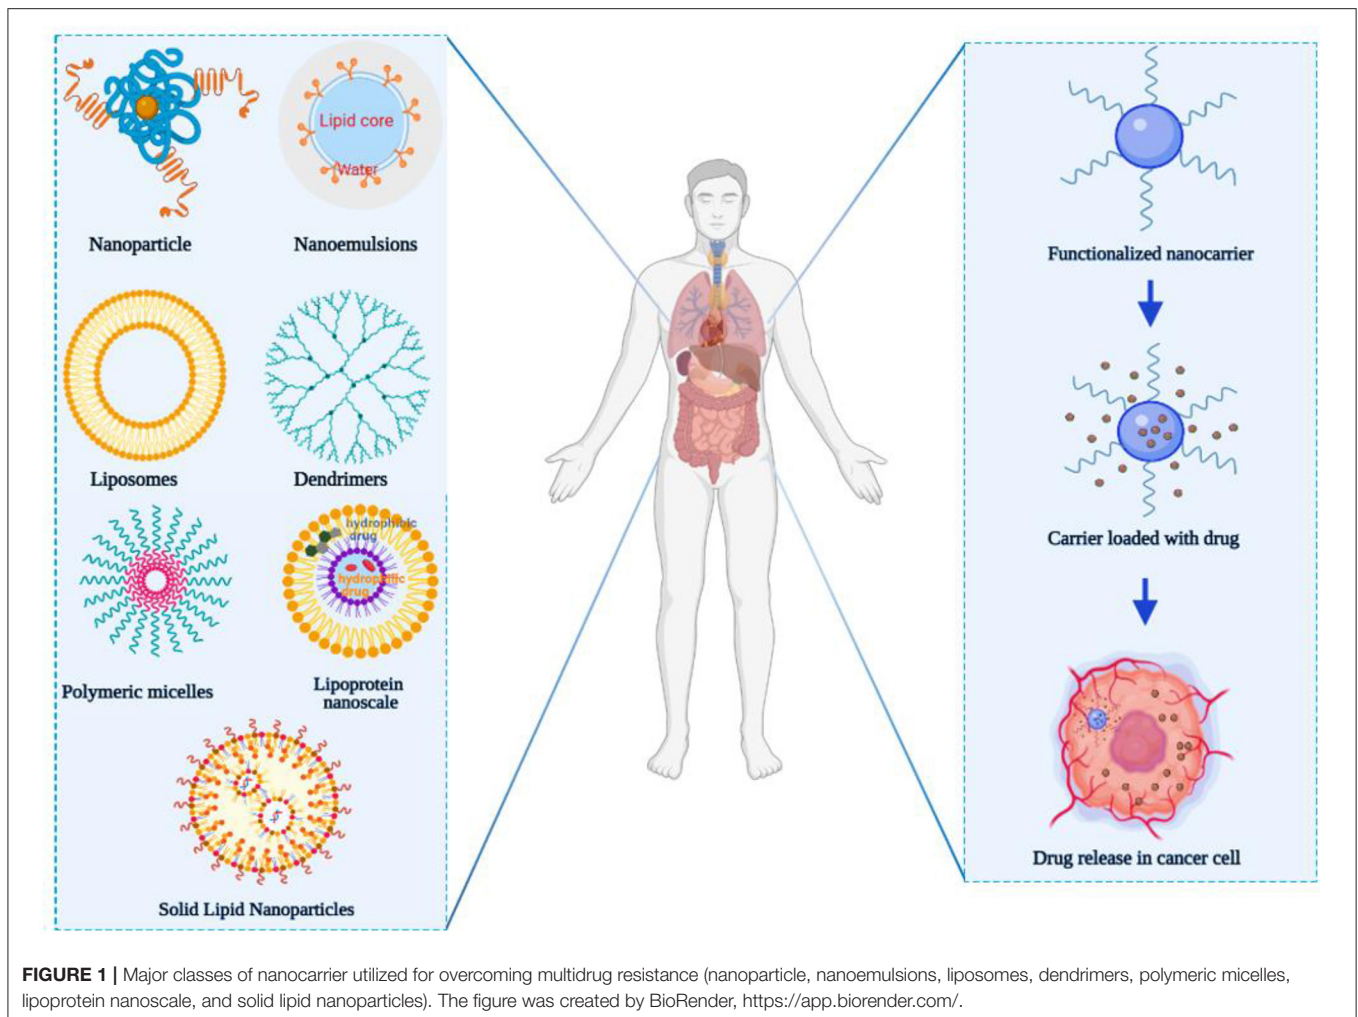 Lipid core
Water
Nanoparticle
Nanoemulsions
Liposomes
Dendrimers
hydrophibic
drug
hydrophilic
drug
Polymeric micelles
Lipoprotein
nanoscale
Solid Lipid Nanoparticles
Functionalized nanocarrier
Carrier loaded with drug
Drug release in cancer cell
FIGURE 1 | Major classes of nanocarrier utilized for overcoming multidrug resistance (nanoparticle, nanoemulsions, liposomes, dendrimers, polymeric micelles,
lipoprotein nanoscale, and solid lipid nanoparticles). The figure was created by BioRender, https://app.biorender.com/.